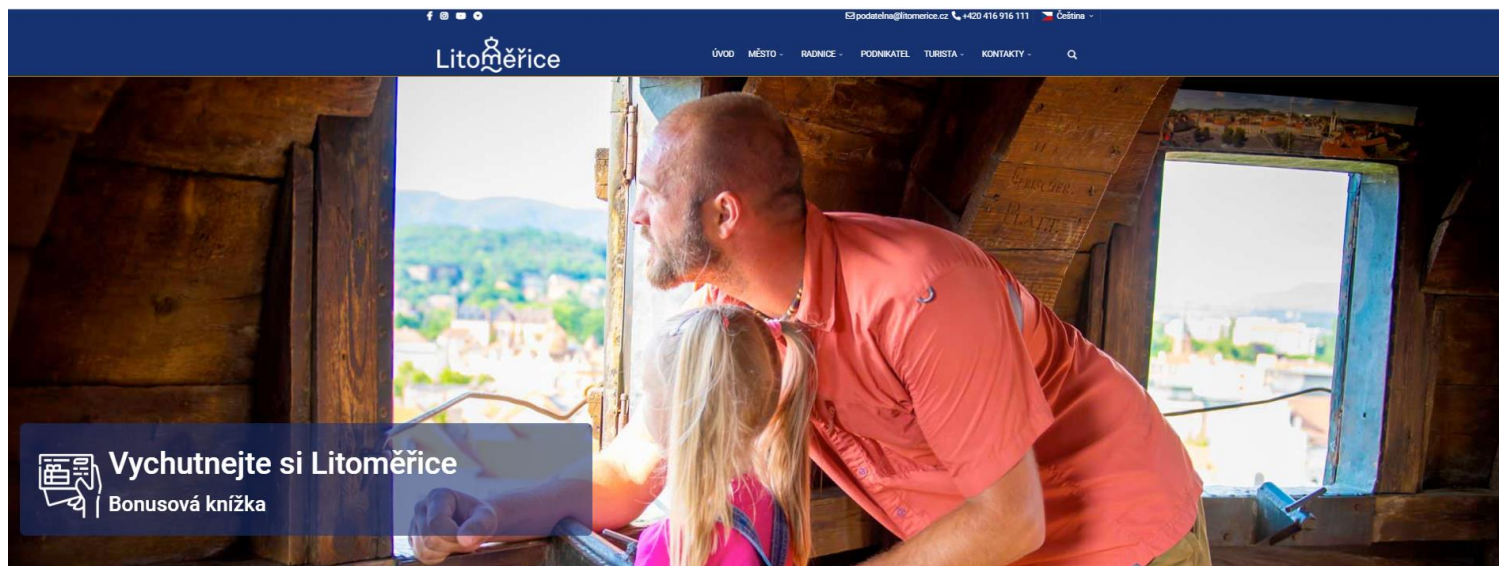 podatelna@litomerice.cz +420 416 916 111 Čeština
Litoměřice
ÚVOD MĚSTO RADNICE PODNIKATEL TURISTA KONTAKTY
Vychutnejte si Litoměřice
Bonusová knížka